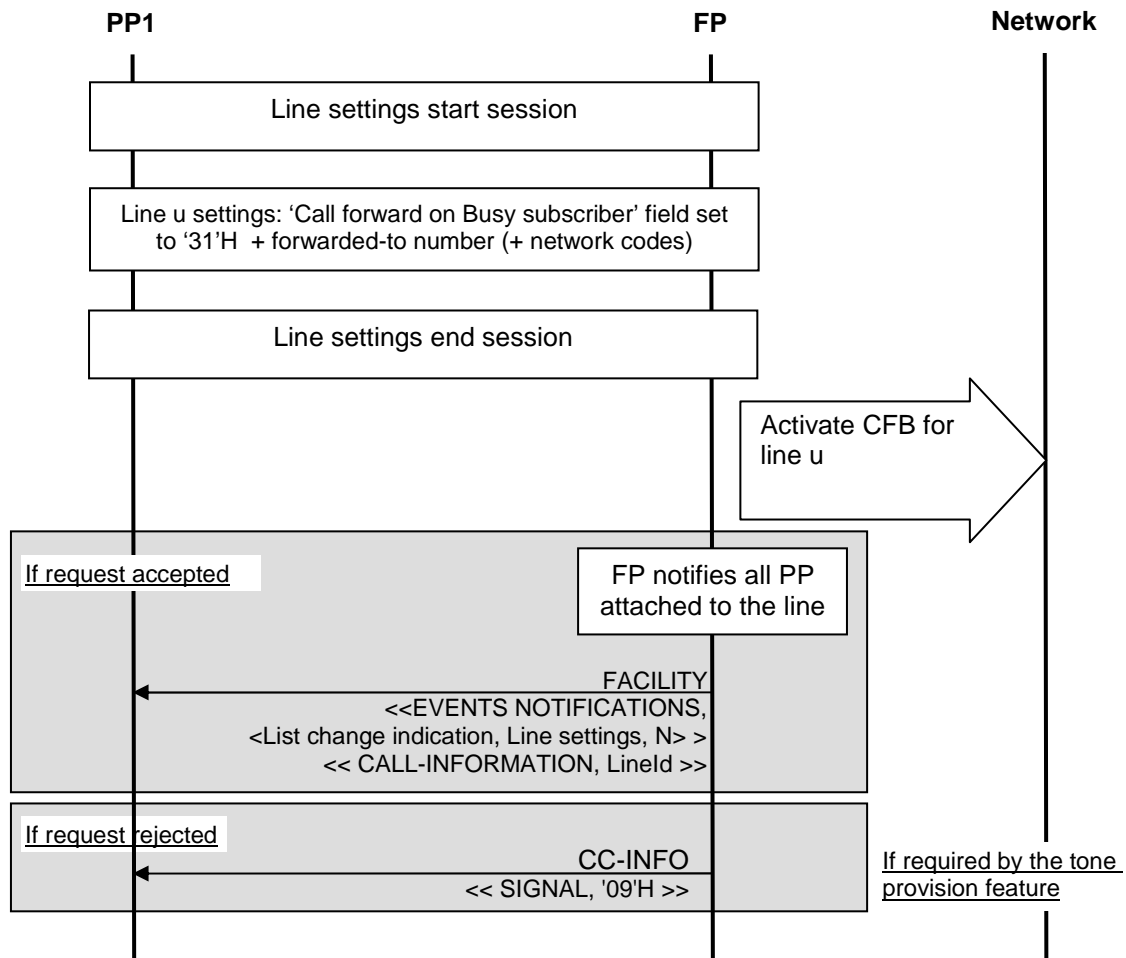 PP1 FP Network
Line settings start session
Line u settings: ‘Call forward on Busy subscriber’ field set
to ‘31’H + forwarded-to number (+ network codes)
Line settings end session
Activate CFB for
line u
If request accepted
FP notifies all PP
attached to the line
FACILITY
<<EVENTS NOTIFICATIONS,
<List change indication, Line settings, N> >
<< CALL-INFORMATION, LineId >>
If request rejected
CC-INFO
<< SIGNAL, '09'H >>
If required by the tone
provision feature